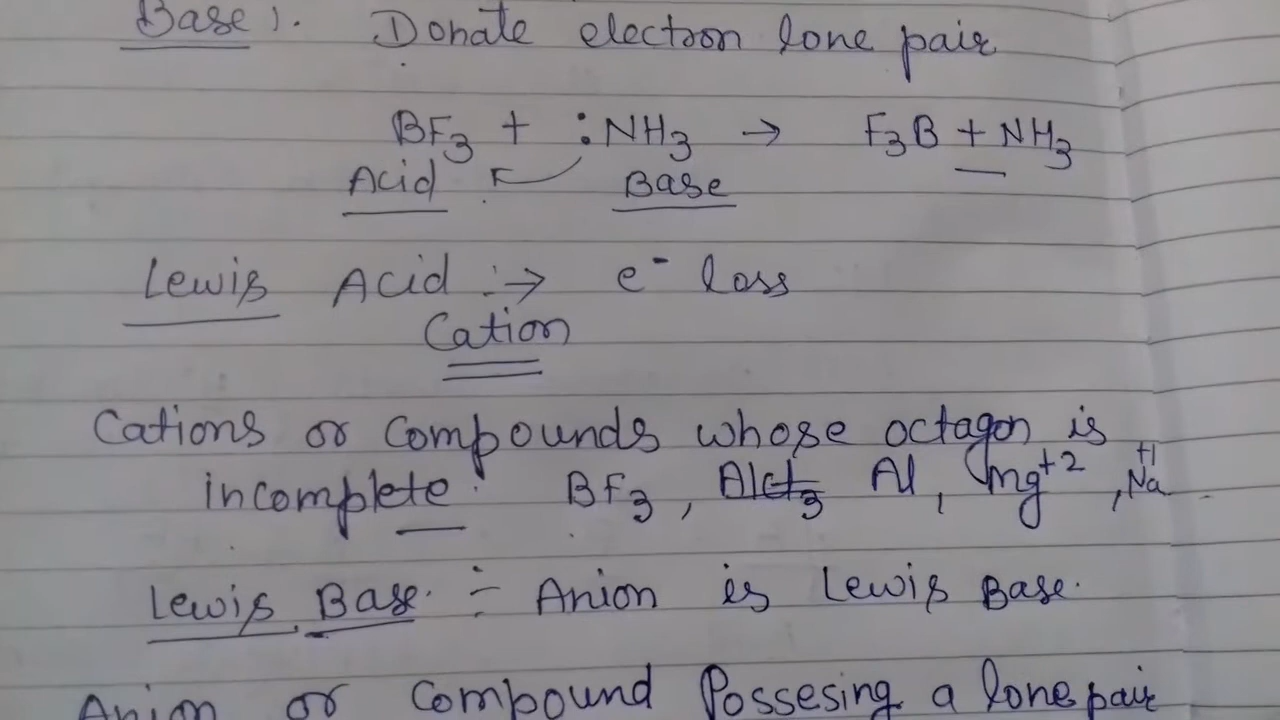 Base):. Donate electron lone pair
BF3 + :NH3 → F3B + NH3
Acid Base
Lewis Acid :→ e- loss
Cation
Cations or compounds whose octagon is
incomplete: BF3, AlCl3 Al, mg+2, Na+1
Lewis Base :- Anion is Lewis Base.
Anion or Compound Possesing a lone pair